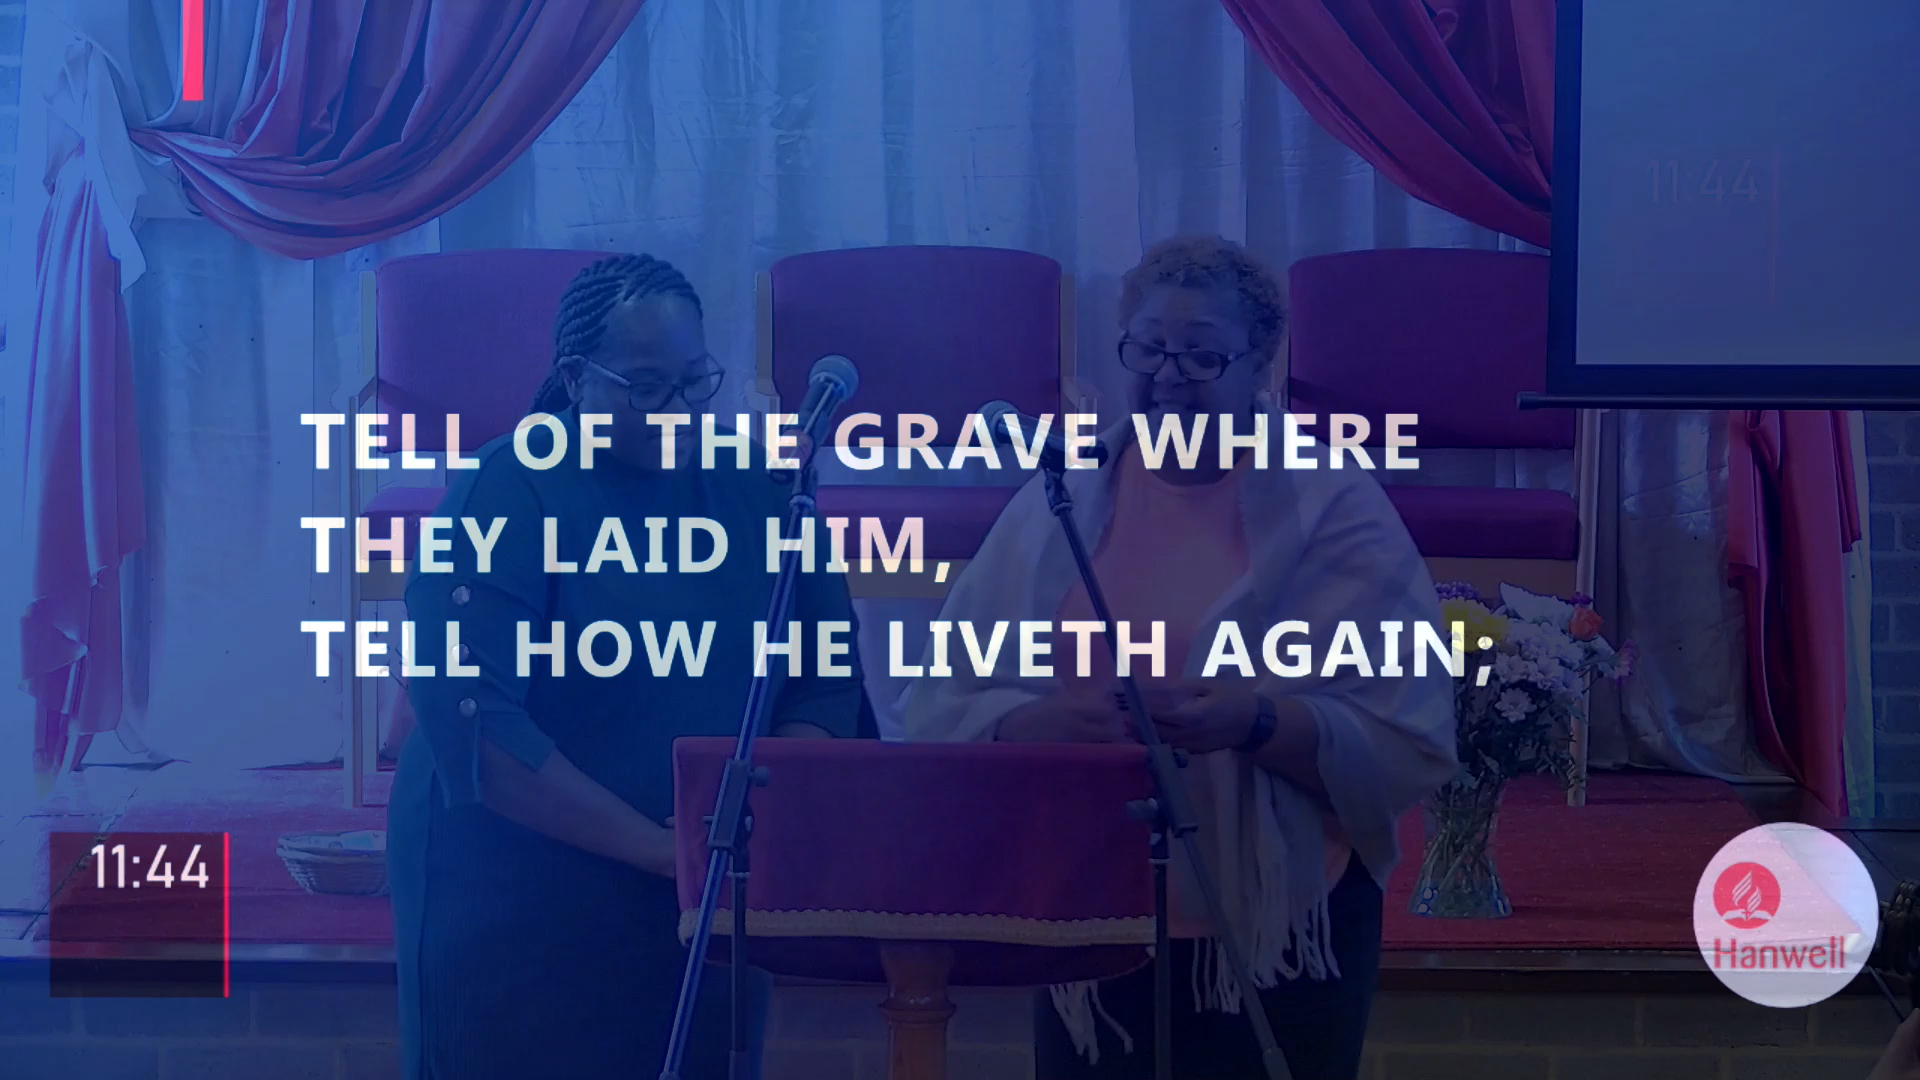 11:44
TELL OF THE GRAVE WHERE
THEY LAID HIM,
TELL HOW HE LIVETH AGAIN;
11:44
Hanwell